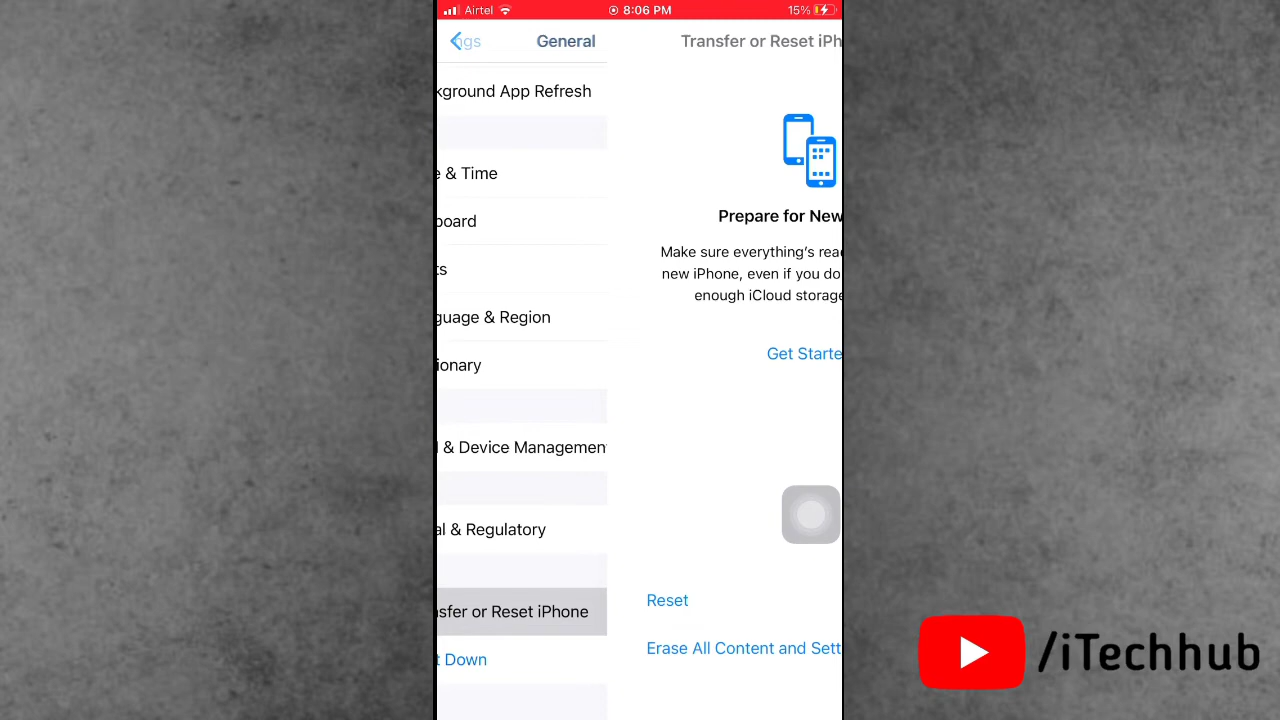 Airtel 8:06 PM 15%
ngs General
kground App Refresh
e & Time
board
ts
guage & Region
ionary
l & Device Managemen
al & Regulatory
sfer or Reset iPhone
t Down
Transfer or Reset iPh
Prepare for New
Make sure everything's rea
new iPhone, even if you do
enough iCloud storage
Get Starte
Reset
Erase All Content and Sett
/iTechhub